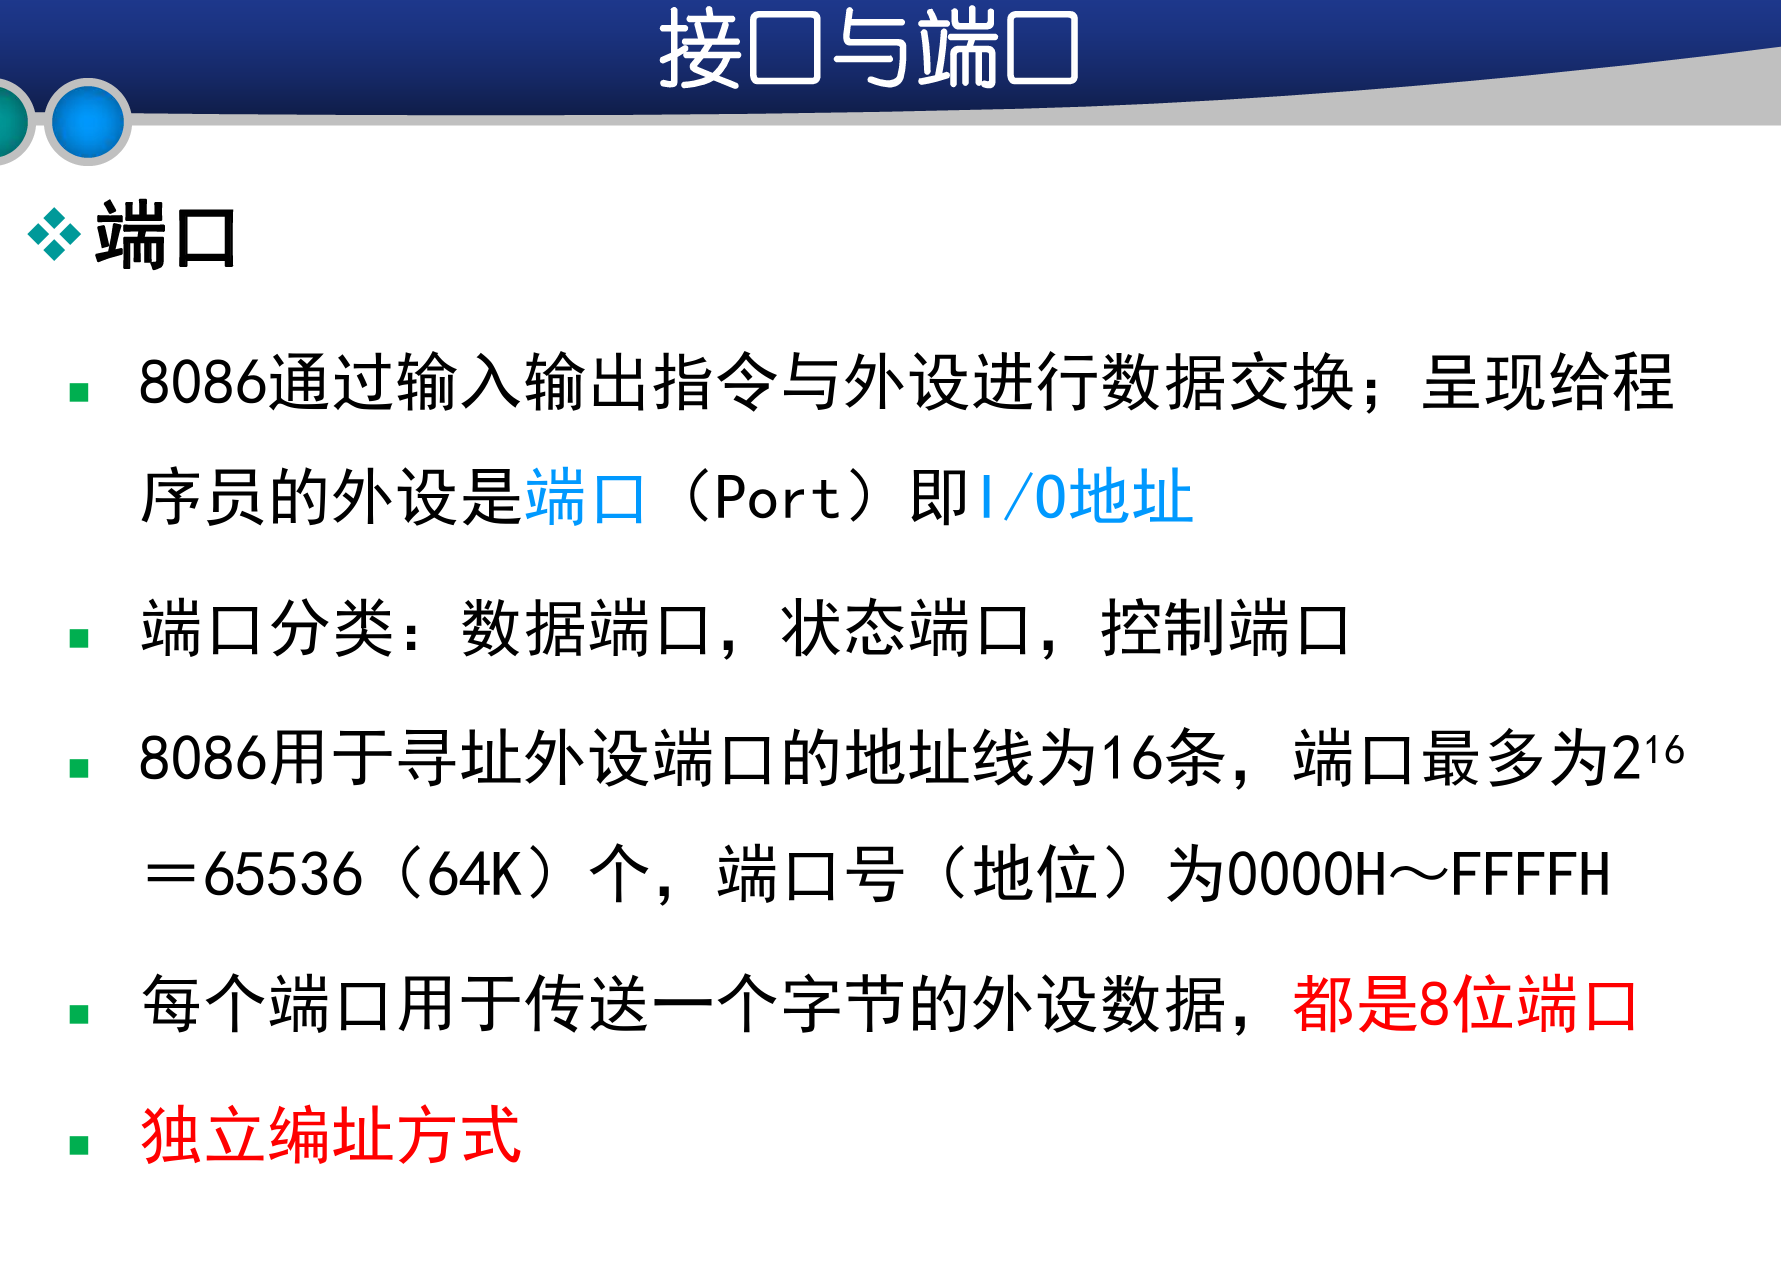 接口与端口
端口
8086通过输入输出指令与外设进行数据交换；呈现给程
序员的外设是端口（Port）即I/O地址
端口分类：数据端口，状态端口，控制端口
8086用于寻址外设端口的地址线为16条，端口最多为2¹⁶
＝65536（64K）个，端口号（地位）为0000H～FFFFH
每个端口用于传送一个字节的外设数据，都是8位端口
独立编址方式